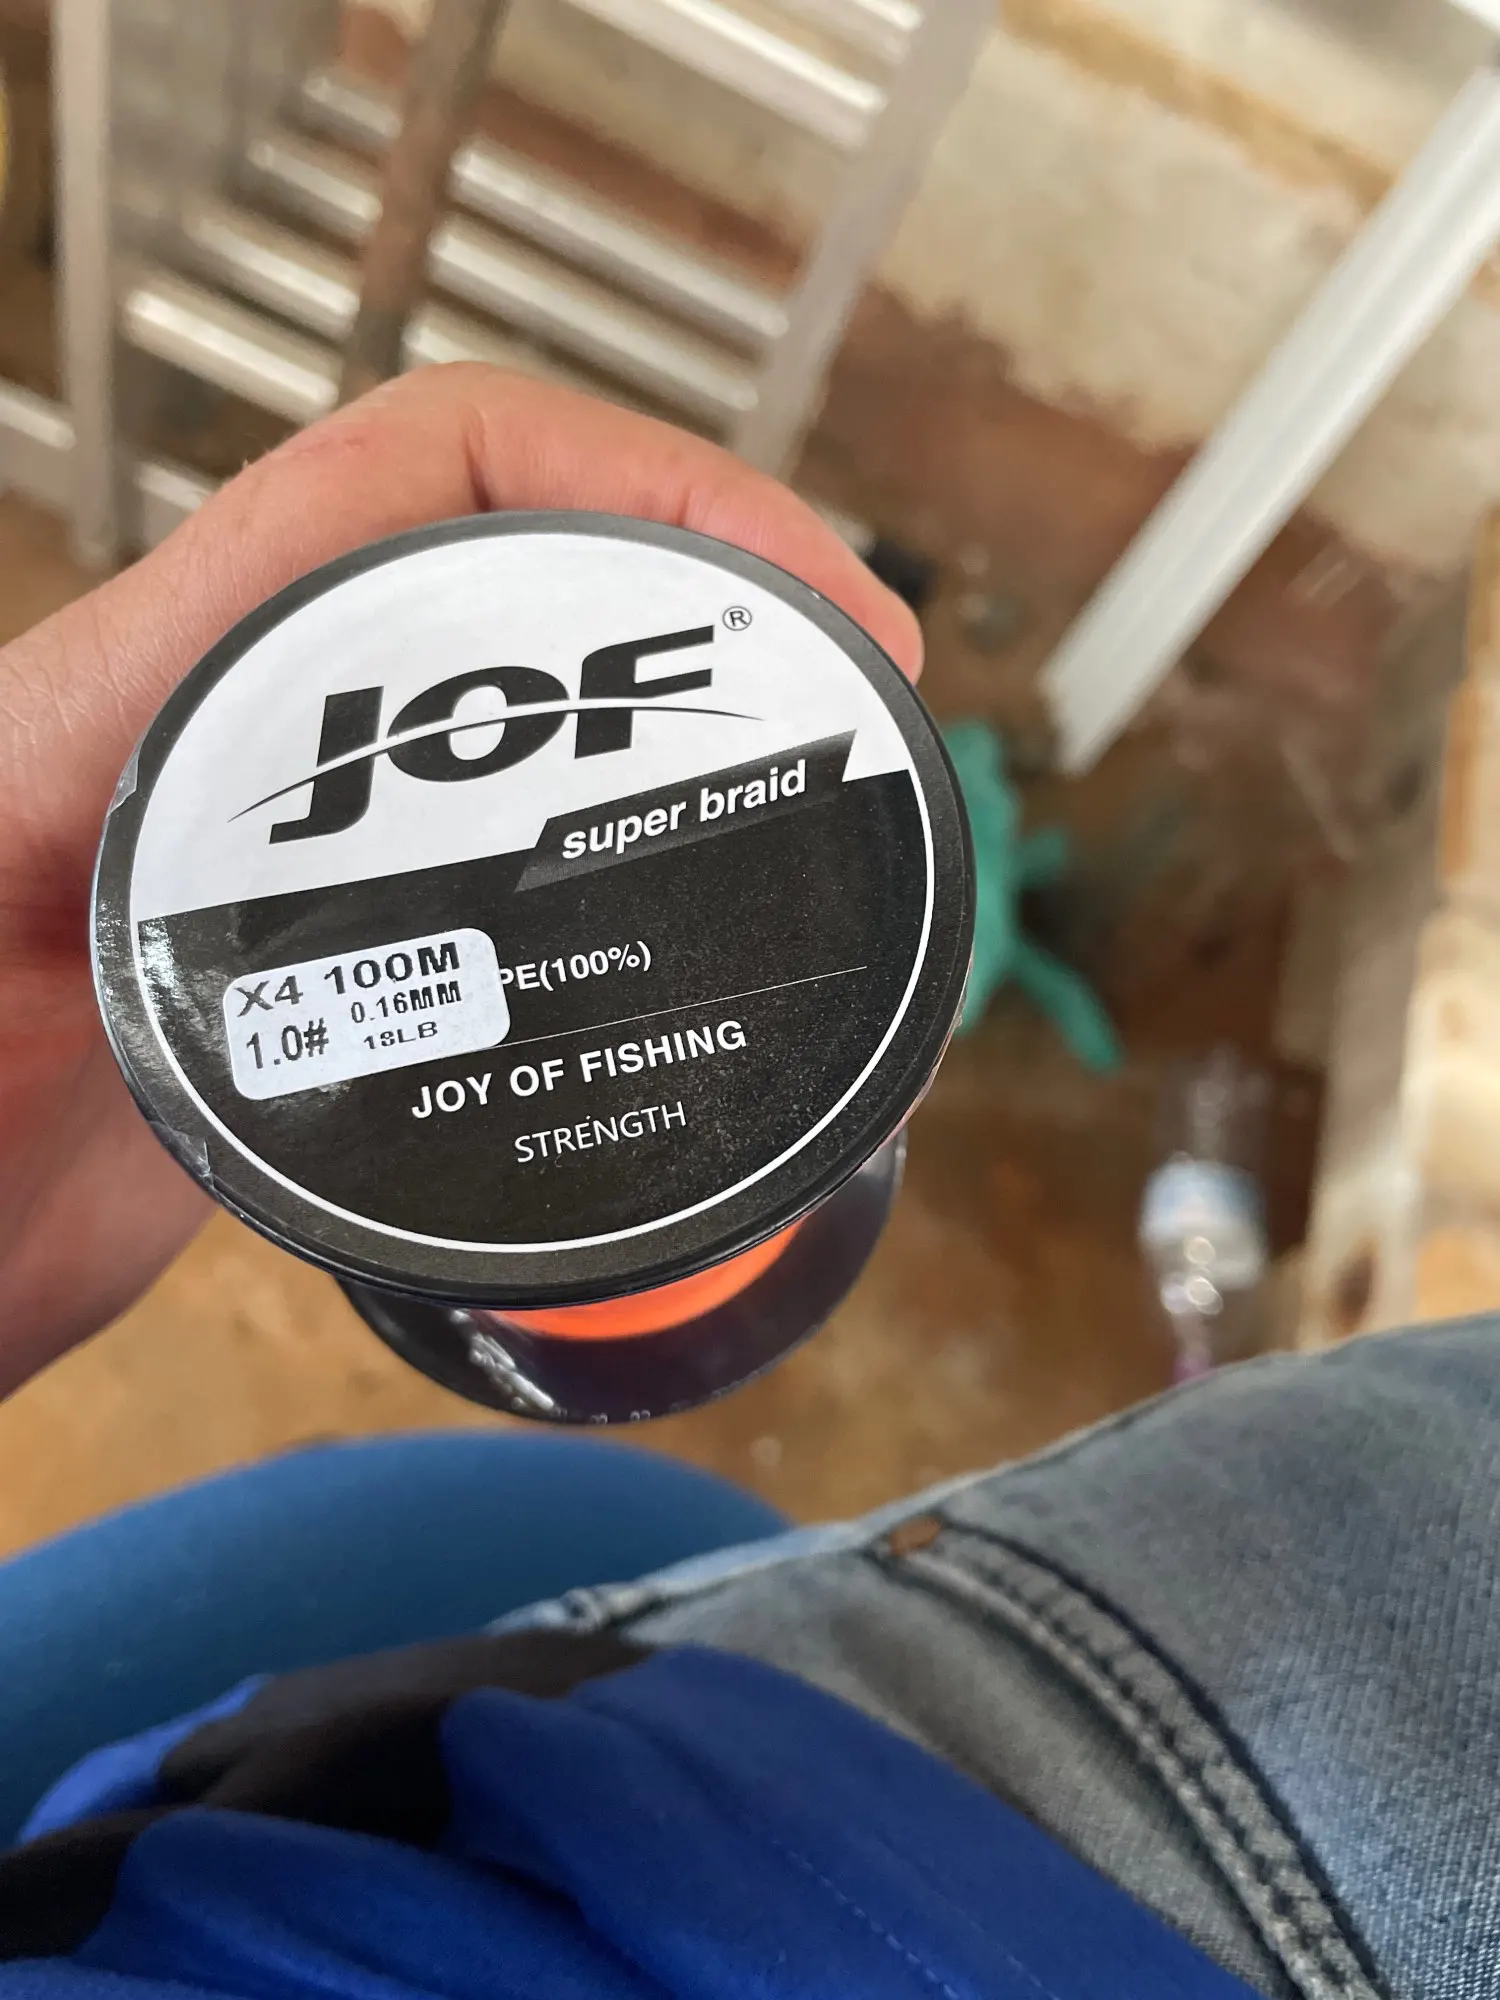 JOF®
super braid
X4 100M
0.16MM
1.0#
18LB
PE(100%)
JOY OF FISHING
STRENGTH